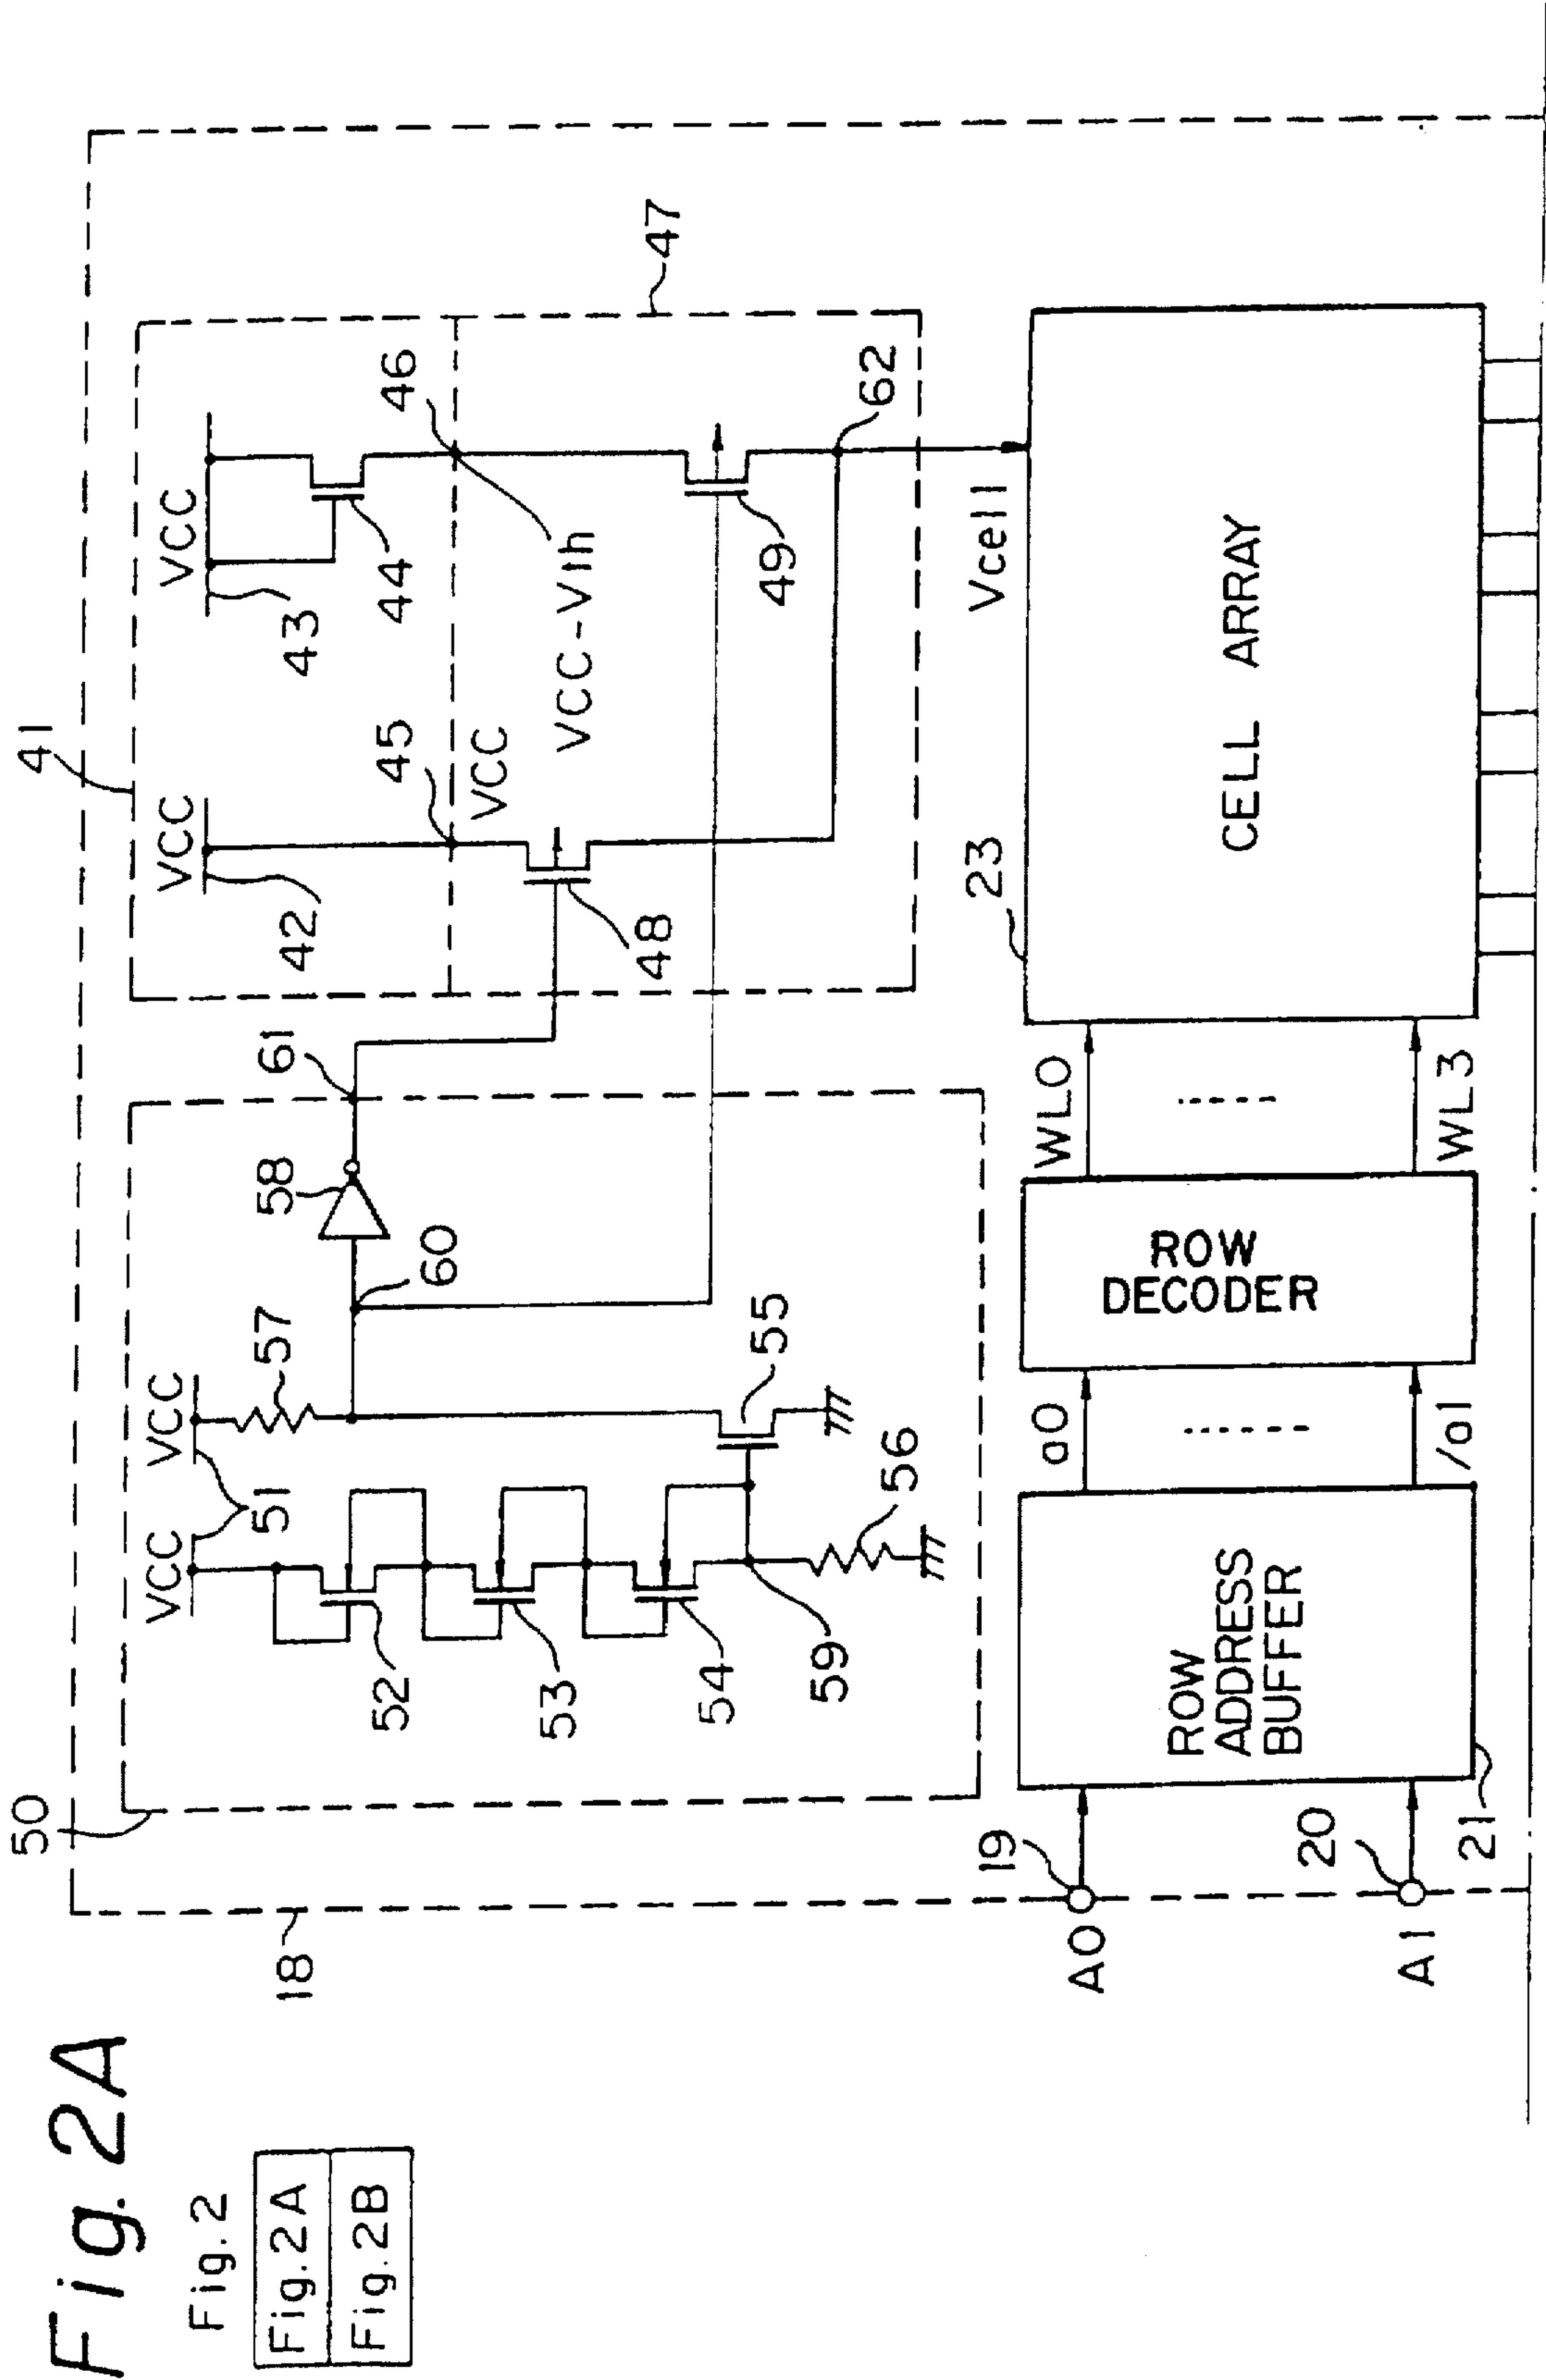 Fig. 2A
Fig. 2
Fig. 2A
Fig. 2B
18
50
41
VCC
VCC
51
57
52
53
54
55
56
58
59
60
61
VCC
42
VCC
43
44
45
46
VCC
VCC-Vth
47
48
49
62
Vcell
A0
19
A1
20
ROW
ADDRESS
BUFFER
21
a0
/a1
ROW
DECODER
WL0
WL3
23
CELL ARRAY